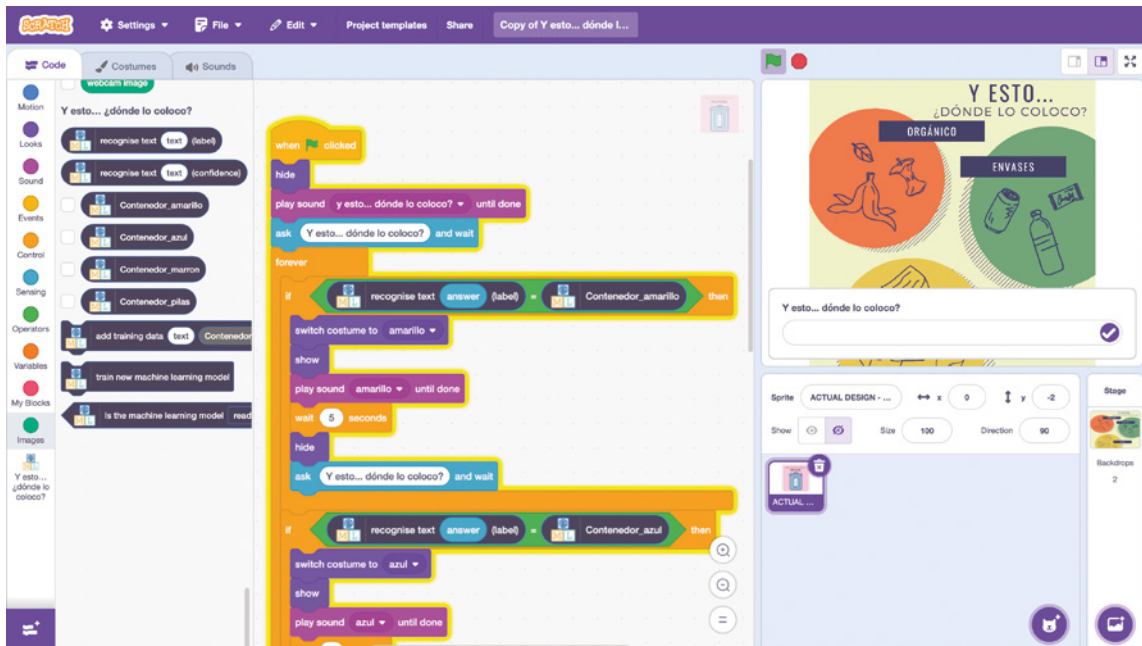 SCRATCH
Settings
File
Edit
Project templates
Share
Copy of Y esto... dónde l...
Code
Costumes
Sounds
Motion
Looks
Sound
Events
Control
Sensing
Operators
Variables
My Blocks
Images
Y esto...
¿dónde lo
coloco?
webcam image
Y esto... ¿dónde lo coloco?
recognise text text (label)
recognise text text (confidence)
Contenedor_amarillo
Contenedor_azul
Contenedor_marron
Contenedor_pilas
add training data text Contenedor
train new machine learning model
Is the machine learning model read
when clicked
hide
play sound y esto... dónde lo coloco? until done
ask Y esto... dónde lo coloco? and wait
forever
if ML recognise text answer (label) = ML Contenedor_amarillo then
switch costume to amarillo
show
play sound amarillo until done
wait 5 seconds
hide
ask Y esto... dónde lo coloco? and wait
if ML recognise text answer (label) = ML Contenedor_azul then
switch costume to azul
show
play sound azul until done
Y ESTO...
¿DÓNDE LO COLOCO?
ORGÁNICO
ENVASES
Y esto... dónde lo coloco?
Sprite ACTUAL DESIGN - ... x 0 y -2
Show Size 100 Direction 90
ACTUAL ...
Stage
Backdrops
2